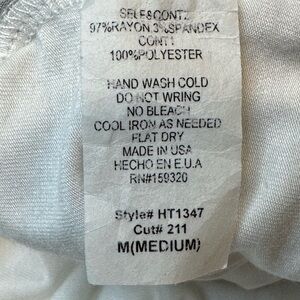 SELF&CONT:
97%RAYON 3%SPANDEX
CONT1
100%POLYESTER
HAND WASH COLD
DO NOT WRING
NO BLEACH
COOL IRON AS NEEDED
FLAT DRY
MADE IN USA
HECHO EN E.U.A
RN#159320
Style# HT1347
Cut# 211
M(MEDIUM)